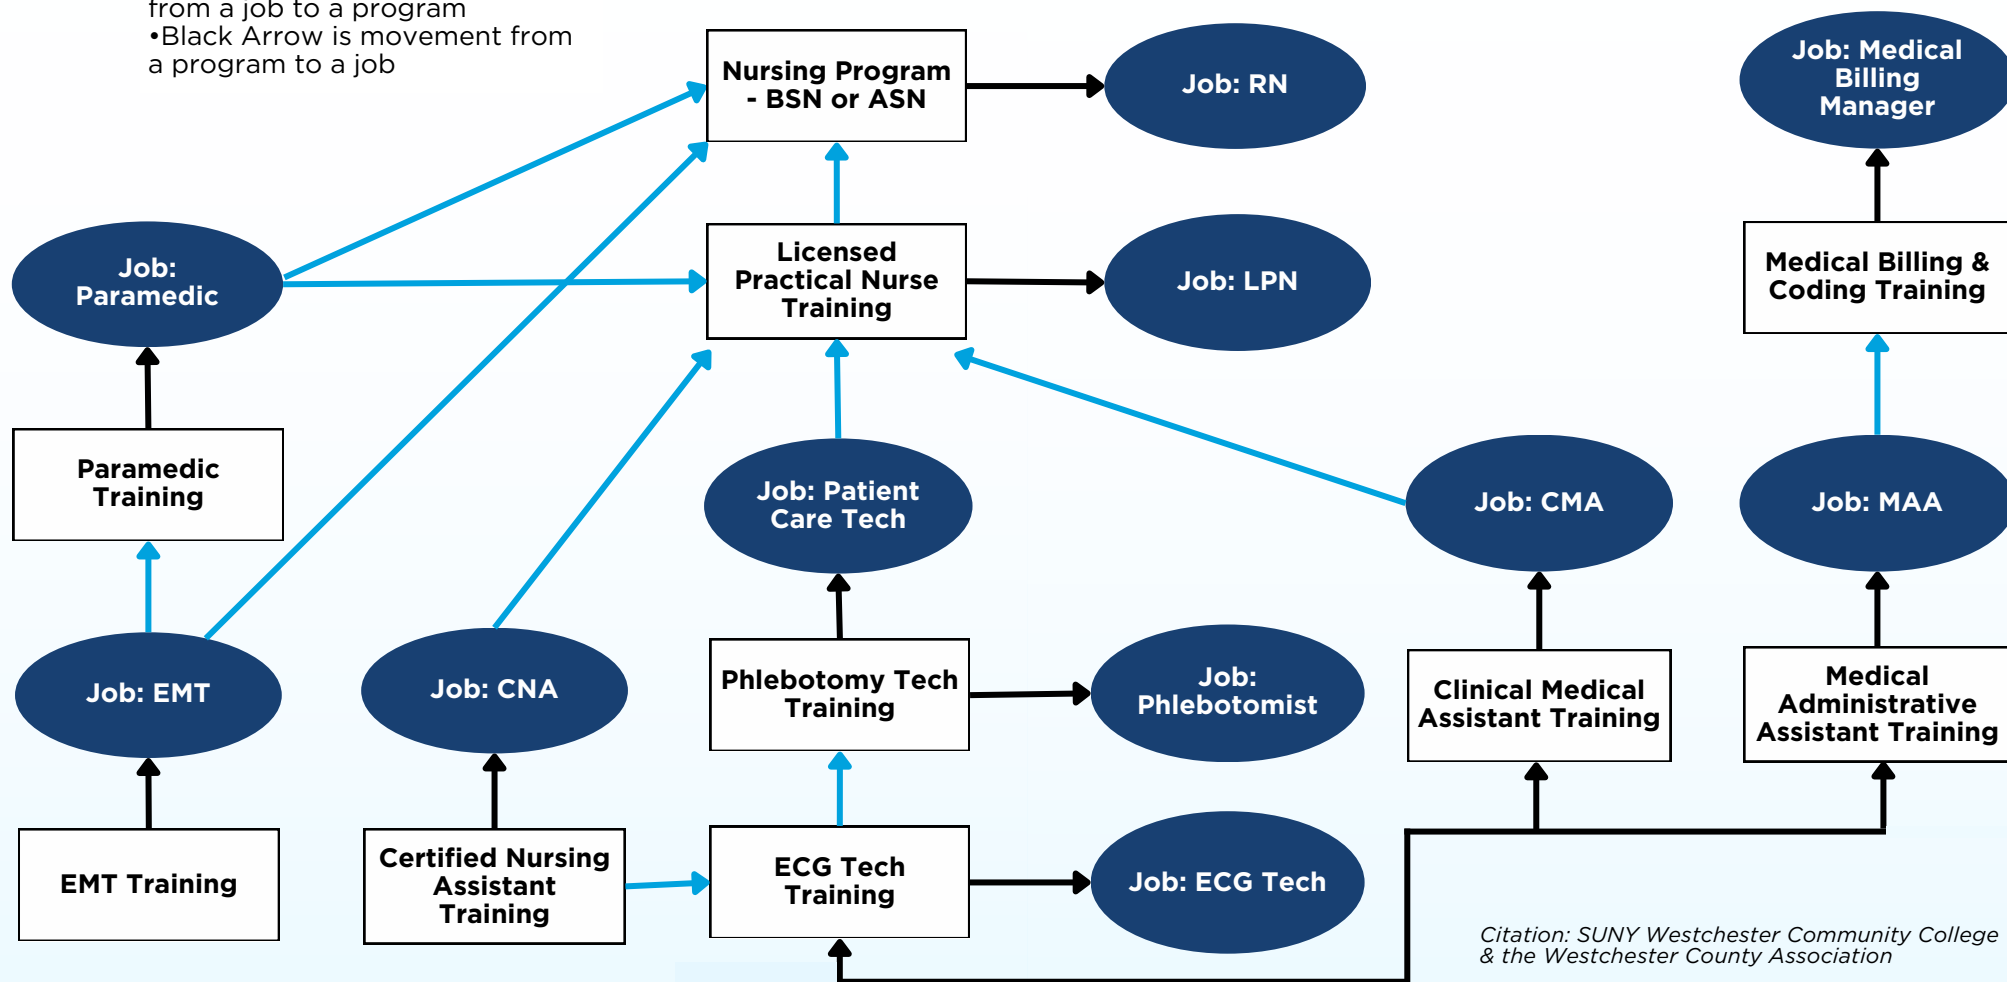 from a job to a program
•Black Arrow is movement from
a program to a job
Nursing Program
- BSN or ASN
Job: RN
Job: Medical
Billing
Manager
Job:
Paramedic
Licensed
Practical Nurse
Training
Job: LPN
Medical Billing &
Coding Training
Paramedic
Training
Job: Patient
Care Tech
Job: CMA
Job: MAA
Job: EMT
Job: CNA
Phlebotomy Tech
Training
Job:
Phlebotomist
Clinical Medical
Assistant Training
Medical
Administrative
Assistant Training
EMT Training
Certified Nursing
Assistant
Training
ECG Tech
Training
Job: ECG Tech
Citation: SUNY Westchester Community College
& the Westchester County Association